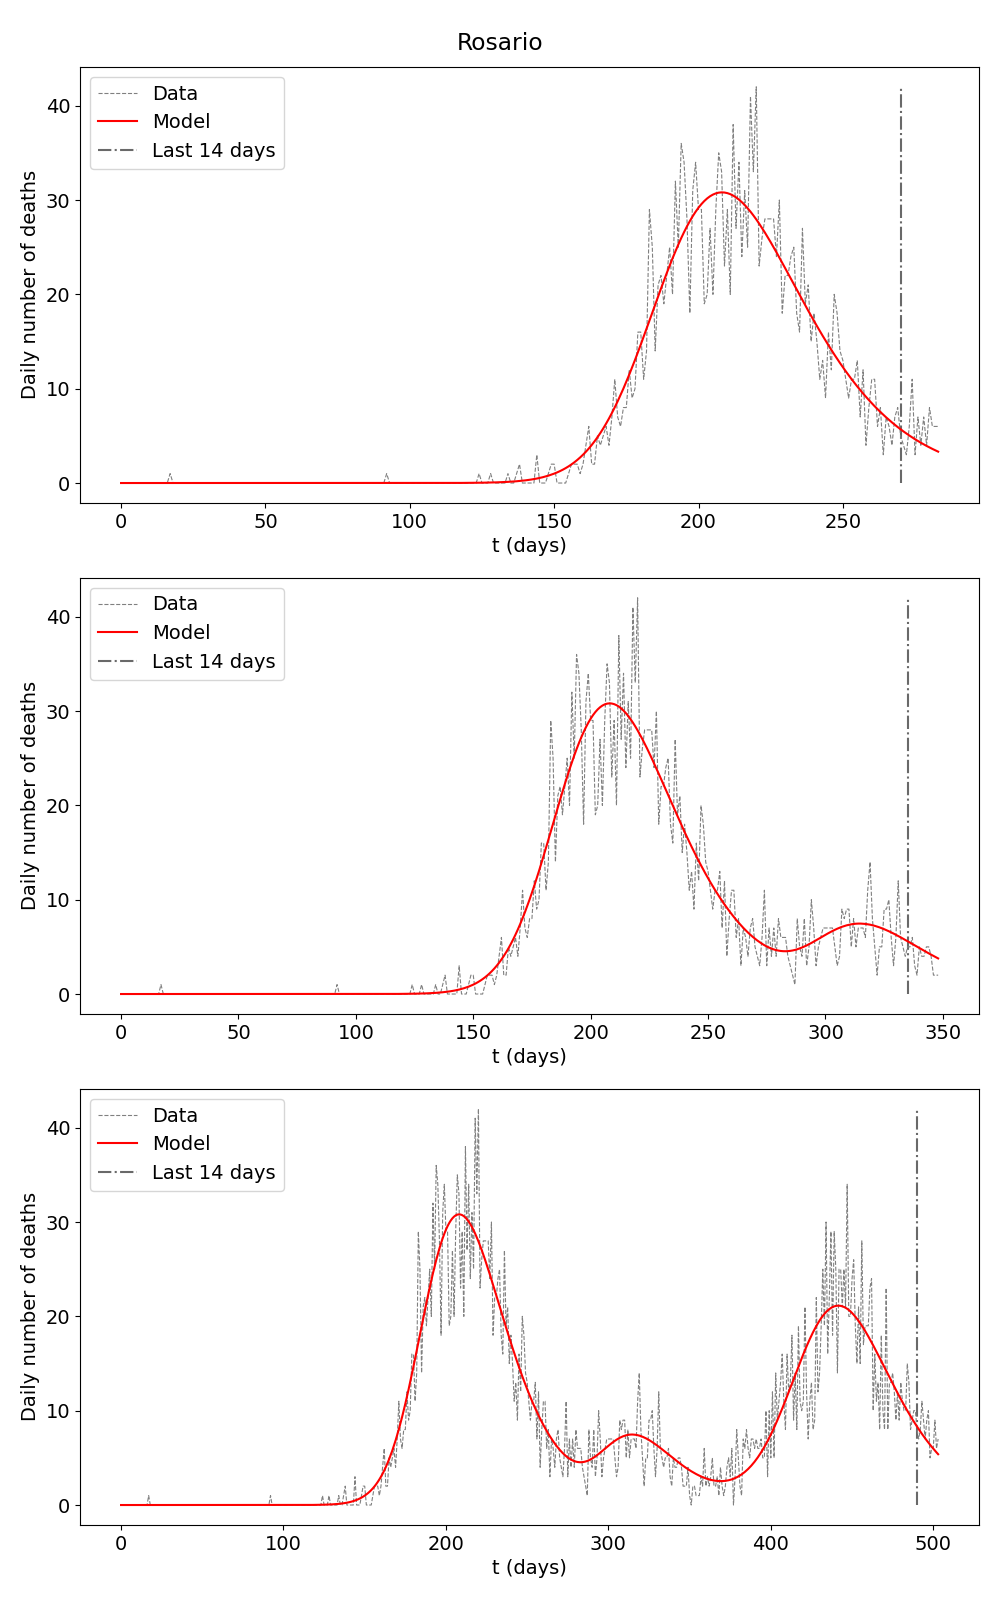 Rosario
Data
Model
Last 14 days
Daily number of deaths
40
30
20
10
0
0 50 100 150 200 250
t (days)
Data
Model
Last 14 days
Daily number of deaths
40
30
20
10
0
0 50 100 150 200 250 300 350
t (days)
Data
Model
Last 14 days
Daily number of deaths
40
30
20
10
0
0 100 200 300 400 500
t (days)